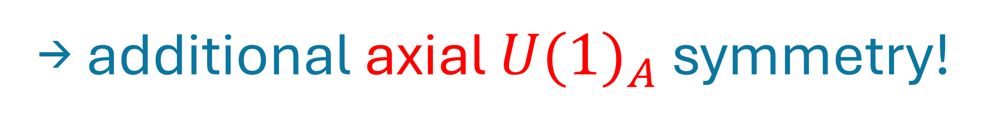 → additional axial U(1)_A symmetry!